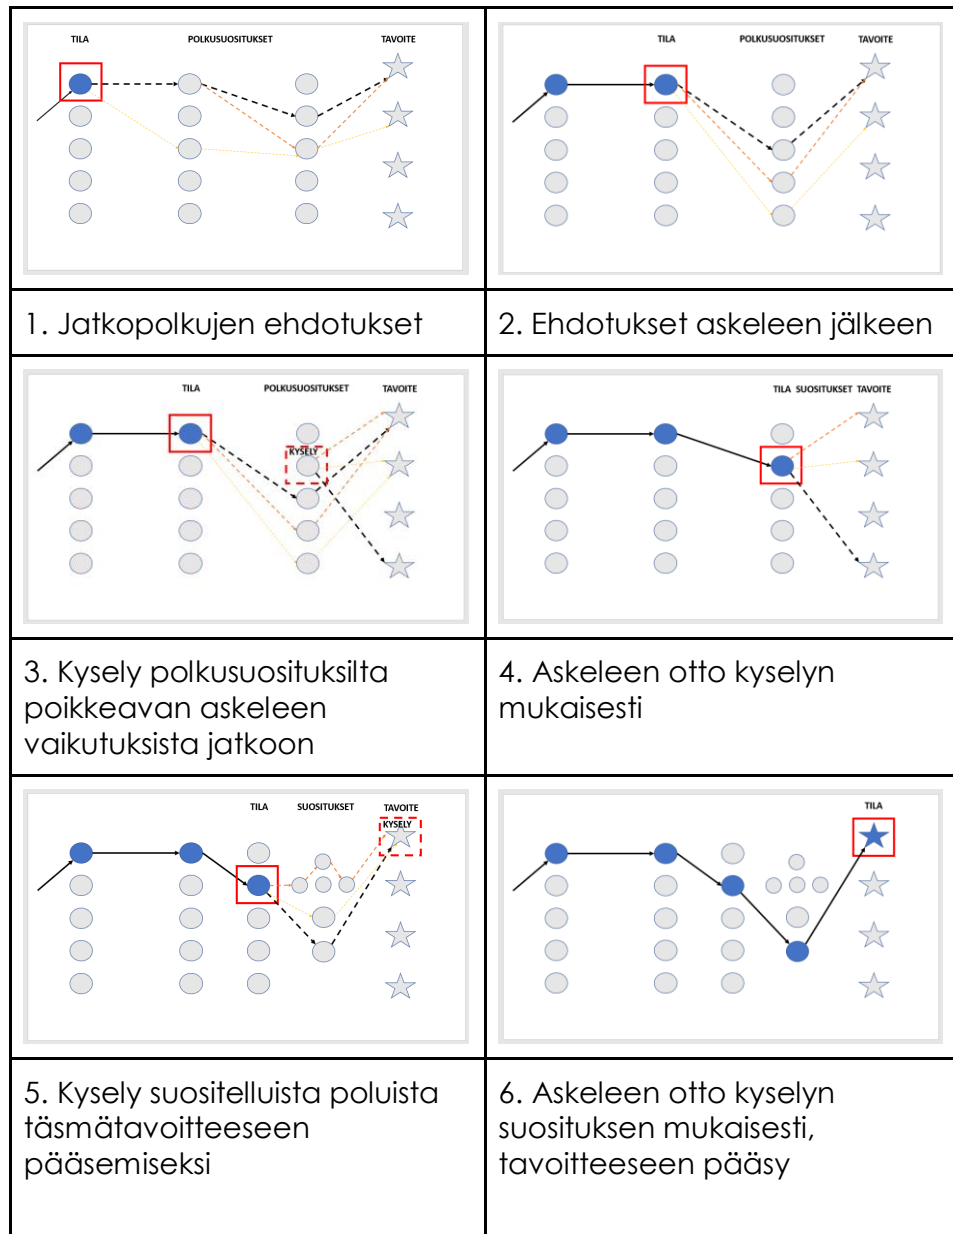 TILA POLKUSUOSITUKSET TAVOITE
TILA POLKUSUOSITUKSET TAVOITE
1. Jatkopolkujen ehdotukset
2. Ehdotukset askeleen jälkeen
TILA POLKUSUOSITUKSET TAVOITE
KYSELY
TILA SUOSITUKSET TAVOITE
3. Kysely polkusuosituksilta
poikkeavan askeleen
vaikutuksista jatkoon
4. Askeleen otto kyselyn
mukaisesti
TILA SUOSITUKSET TAVOITE
KYSELY
TILA
5. Kysely suositelluista poluista
täsmätavoitteeseen
pääsemiseksi
6. Askeleen otto kyselyn
suosituksen mukaisesti,
tavoitteeseen pääsy